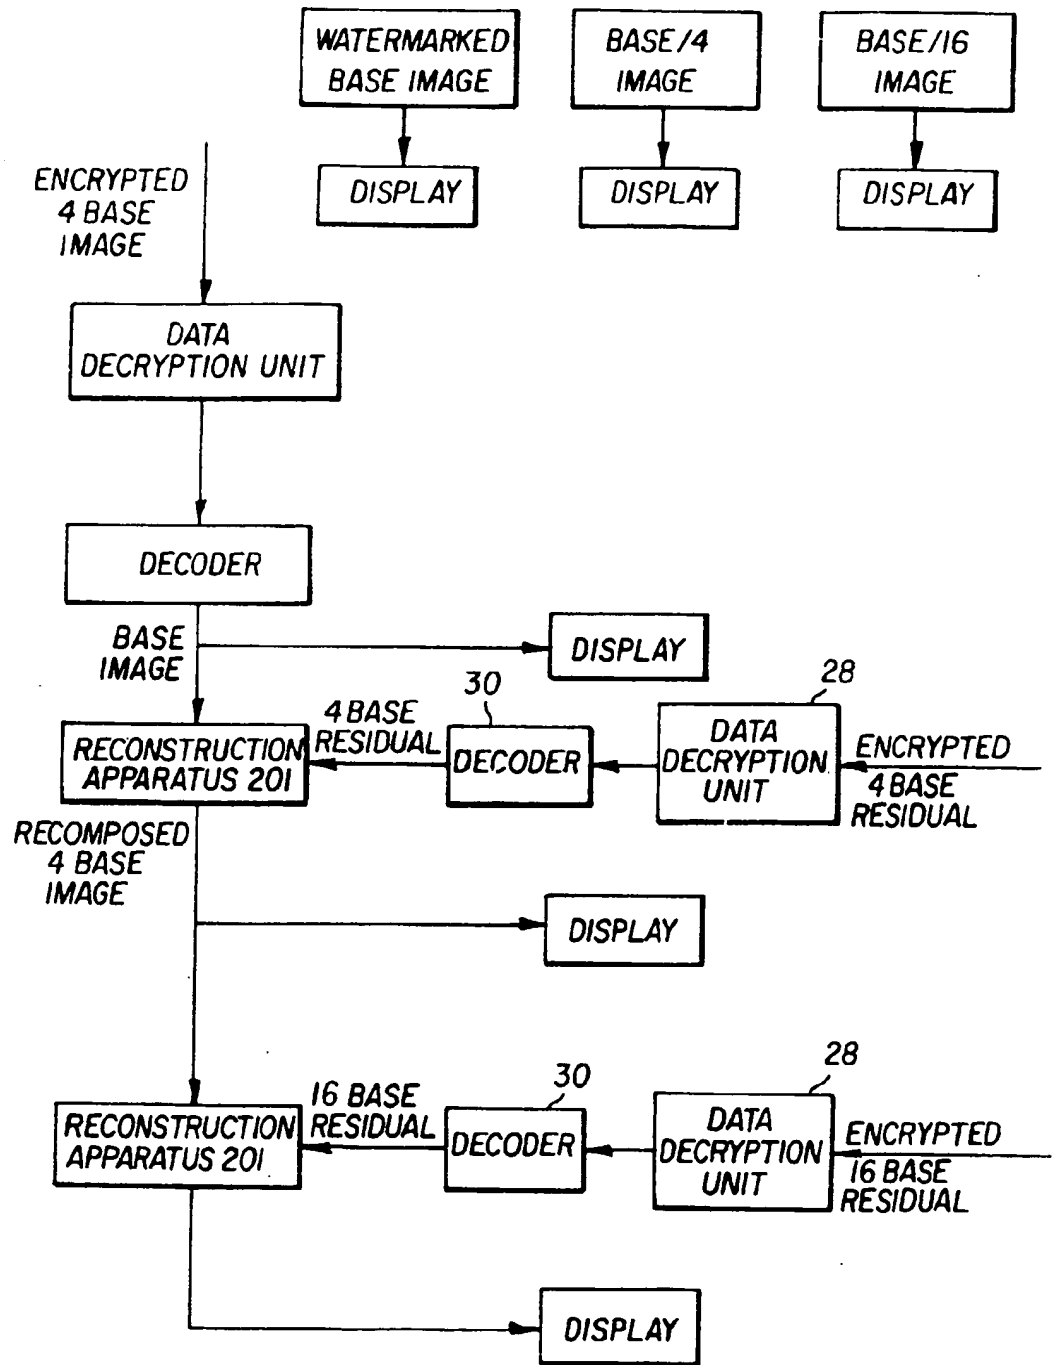 WATERMARKED
BASE IMAGE
BASE/4
IMAGE
BASE/16
IMAGE
DISPLAY
DISPLAY
DISPLAY
ENCRYPTED
4 BASE
IMAGE
DATA
DECRYPTION UNIT
DECODER
BASE
IMAGE
DISPLAY
RECONSTRUCTION
APPARATUS 201
4 BASE
RESIDUAL
30
DECODER
28
DATA
DECRYPTION
UNIT
ENCRYPTED
4 BASE
RESIDUAL
RECOMPOSED
4 BASE
IMAGE
DISPLAY
RECONSTRUCTION
APPARATUS 201
16 BASE
RESIDUAL
30
DECODER
28
DATA
DECRYPTION
UNIT
ENCRYPTED
16 BASE
RESIDUAL
DISPLAY